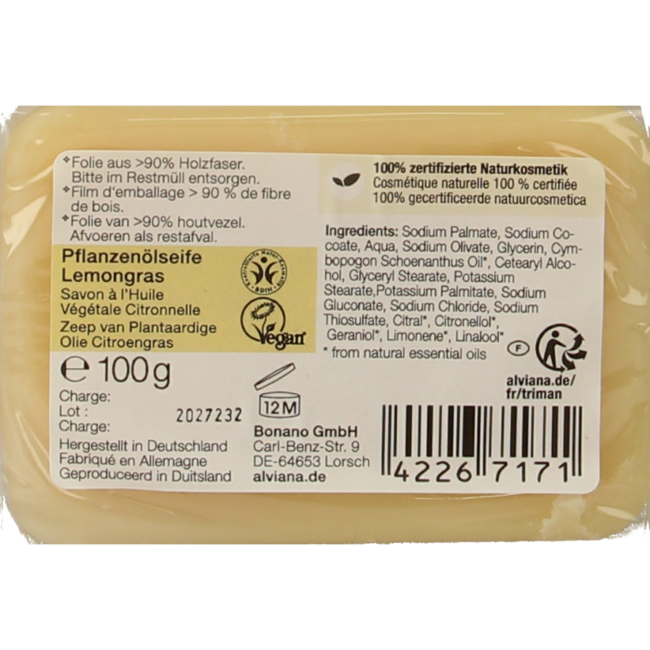 *Folie aus >90% Holzfaser.
Bitte im Restmüll entsorgen.
*Film d'emballage > 90 % de fibre
de bois.
*Folie van >90% houtvezel.
Afvoeren als restafval.
Pflanzenölseife
Lemongras
Savon à l'Huile
Végétale Citronnelle
Zeep van Plantaardige
Olie Citroengras
BDIH
Vegan
℮ 100g
Charge:
Lot :
Charge:
2027232
12M
Hergestellt in Deutschland
Fabriqué en Allemagne
Geproduceerd in Duitsland
Bonano GmbH
Carl-Benz-Str. 9
DE-64653 Lorsch
alviana.de
100% zertifizierte Naturkosmetik
Cosmétique naturelle 100 % certifiée
100% gecertificeerde natuurcosmetica
Ingredients: Sodium Palmate, Sodium Co-
coate, Aqua, Sodium Olivate, Glycerin, Cym-
bopogon Schoenanthus Oil*, Cetearyl Alco-
hol, Glyceryl Stearate, Potassium
Stearate,Potassium Palmitate, Sodium
Gluconate, Sodium Chloride, Sodium
Thiosulfate, Citral*, Citronellol*,
Geraniol*, Limonene*, Linalool*
* from natural essential oils
F
alviana.de/
fr/triman
4226 7171